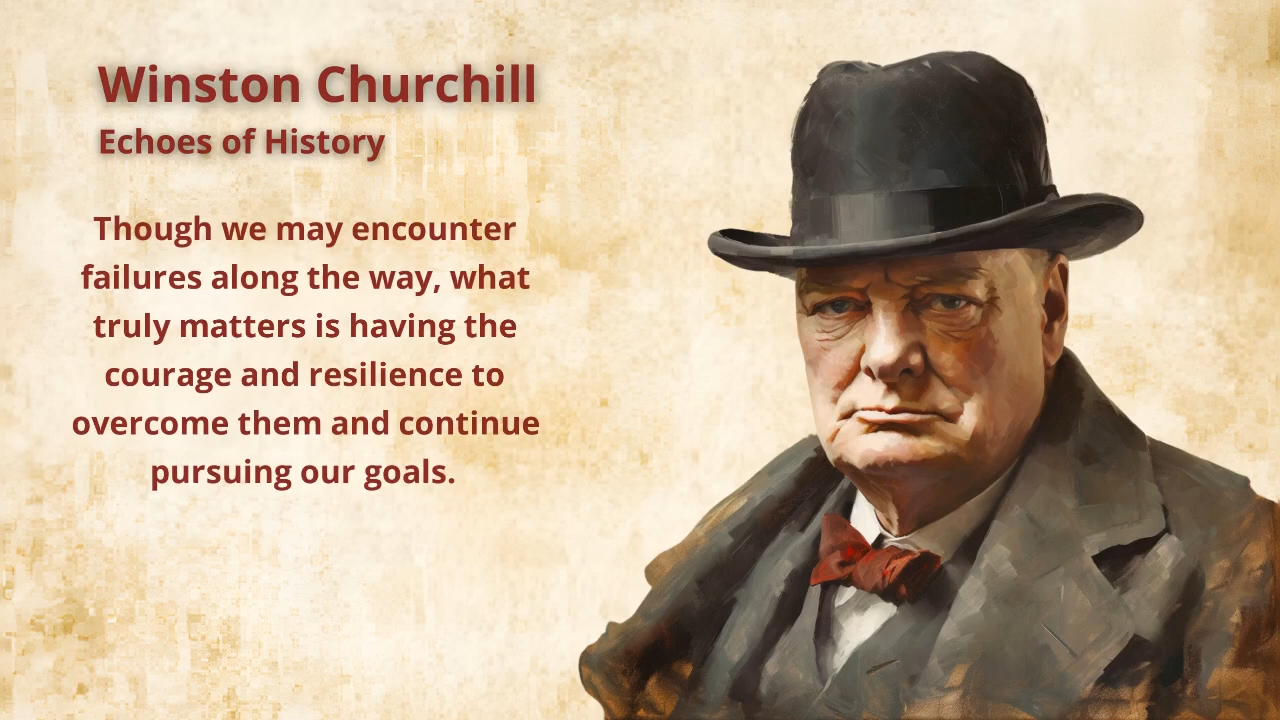 Winston Churchill
Echoes of History
Though we may encounter
failures along the way, what
truly matters is having the
courage and resilience to
overcome them and continue
pursuing our goals.